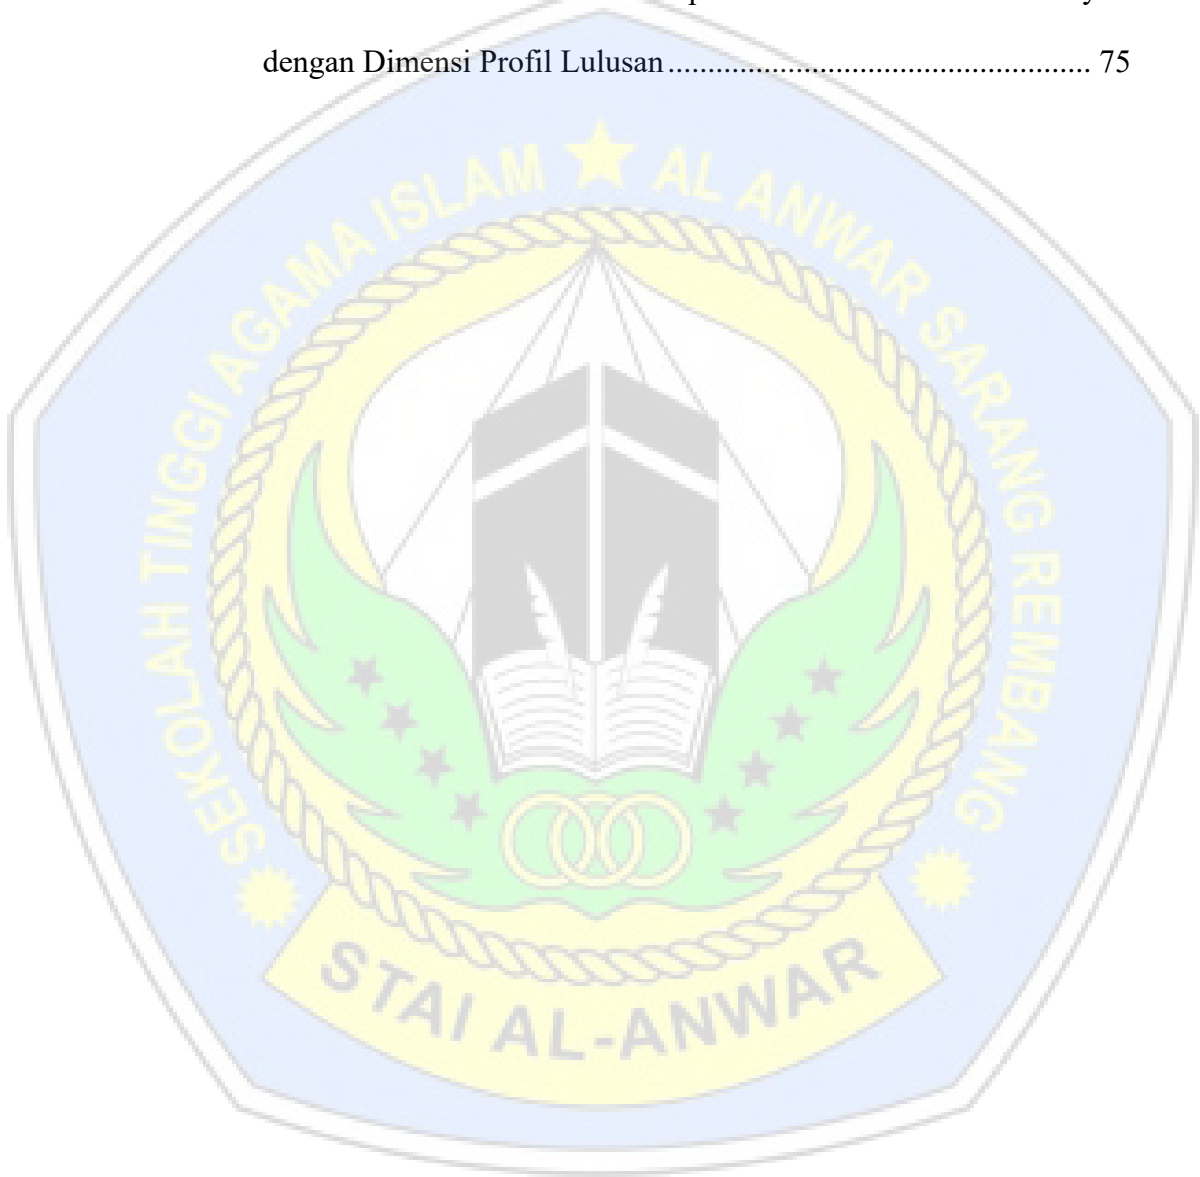 dengan Dimensi Profil Lulusan ..................................................... 75
SEKOLAH TINGGI AGAMA ISLAM AL ANWAR SARANG REMBANG
STAI AL-ANWAR